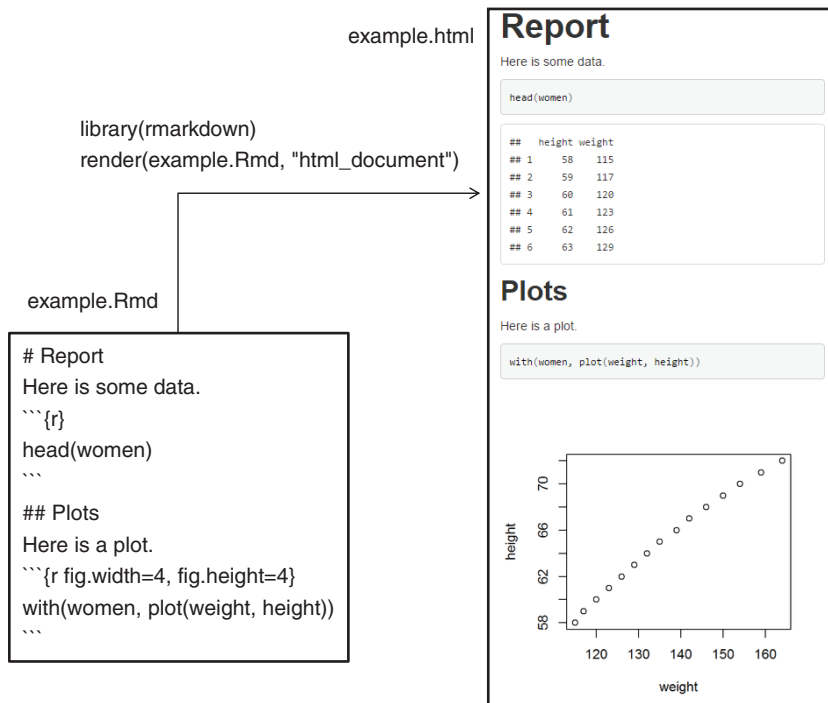 example.html
library(rmarkdown)
render(example.Rmd, "html_document")
example.Rmd
# Report
Here is some data.
```{r}
head(women)
```
## Plots
Here is a plot.
```{r fig.width=4, fig.height=4}
with(women, plot(weight, height))
```
Report
Here is some data.
head(women)
##   height weight
## 1     58    115
## 2     59    117
## 3     60    120
## 4     61    123
## 5     62    126
## 6     63    129
Plots
Here is a plot.
with(women, plot(weight, height))
70
66
62
58
height
120 130 140 150 160
weight